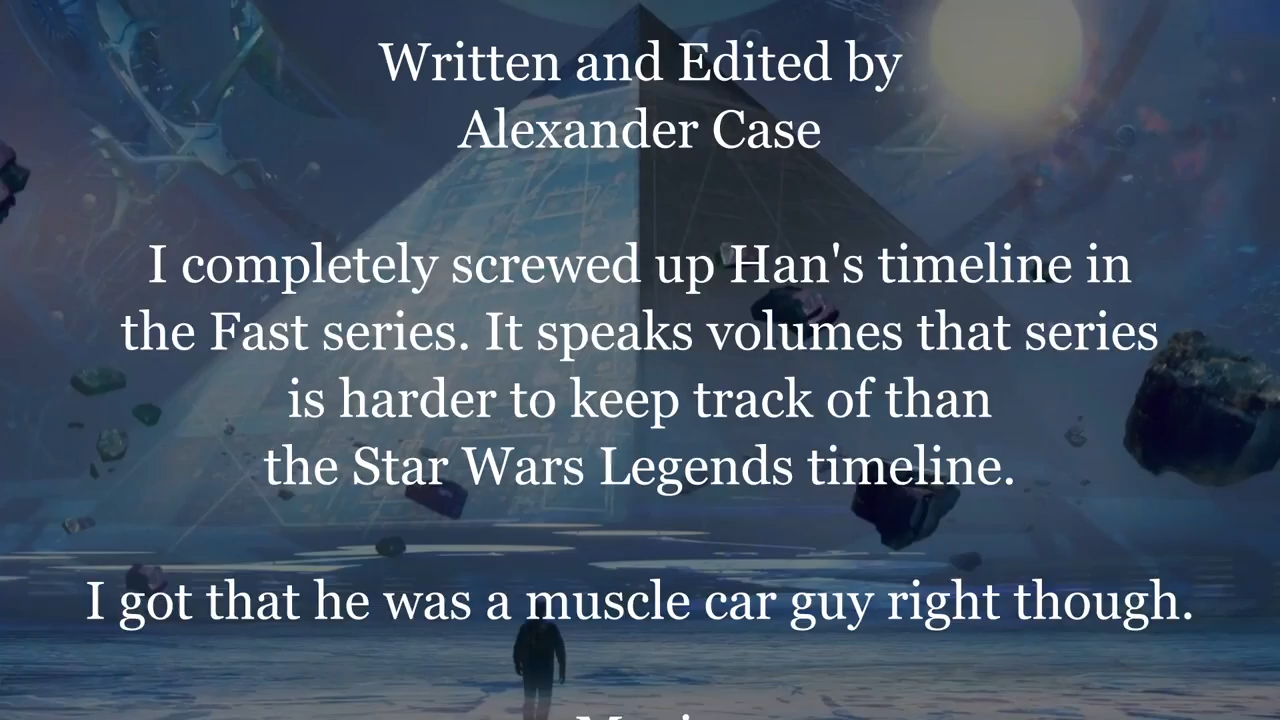 Written and Edited by
Alexander Case
I completely screwed up Han's timeline in
the Fast series. It speaks volumes that series
is harder to keep track of than
the Star Wars Legends timeline.
I got that he was a muscle car guy right though.